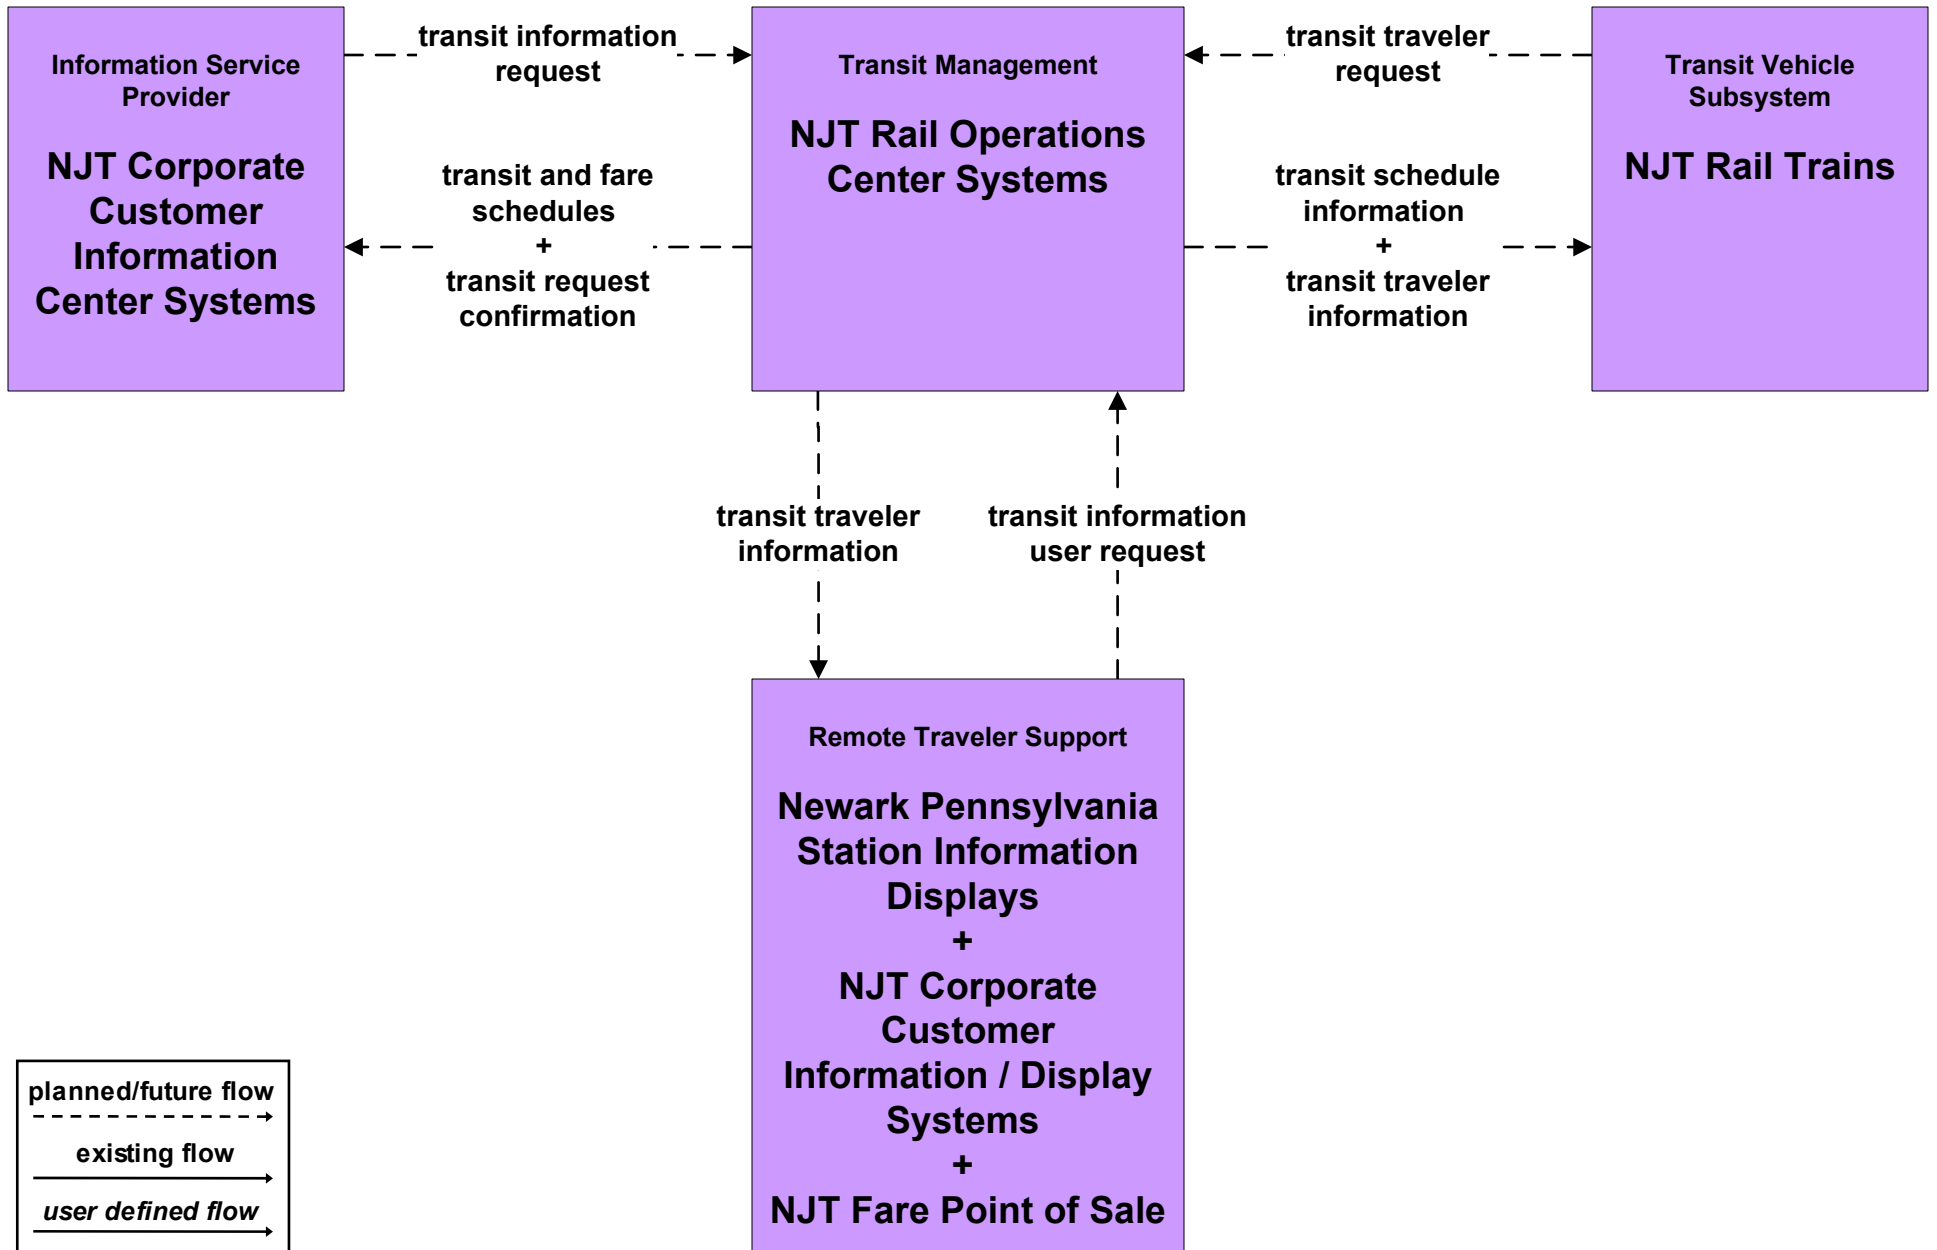 Information Service
Provider
NJT Corporate
Customer
Information
Center Systems
transit information
request
transit and fare
schedules
+
transit request
confirmation
Transit Management
NJT Rail Operations
Center Systems
transit traveler
request
transit schedule
information
+
transit traveler
information
Transit Vehicle
Subsystem
NJT Rail Trains
transit traveler
information
transit information
user request
Remote Traveler Support
Newark Pennsylvania
Station Information
Displays
+
NJT Corporate
Customer
Information / Display
Systems
+
NJT Fare Point of Sale
planned/future flow
existing flow
user defined flow